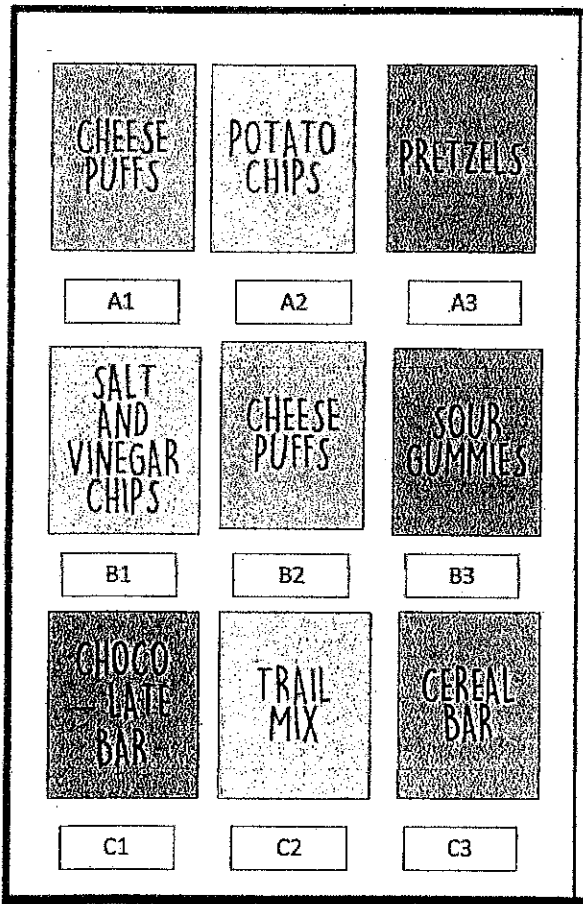 CHEESE
PUFFS
POTATO
CHIPS
PRETZELS
A1
A2
A3
SALT
AND
VINEGAR
CHIPS
CHEESE
PUFFS
SOUR
GUMMIES
B1
B2
B3
CHOCO
- LATE
BAR
TRAIL
MIX
CEREAL
BAR
C1
C2
C3